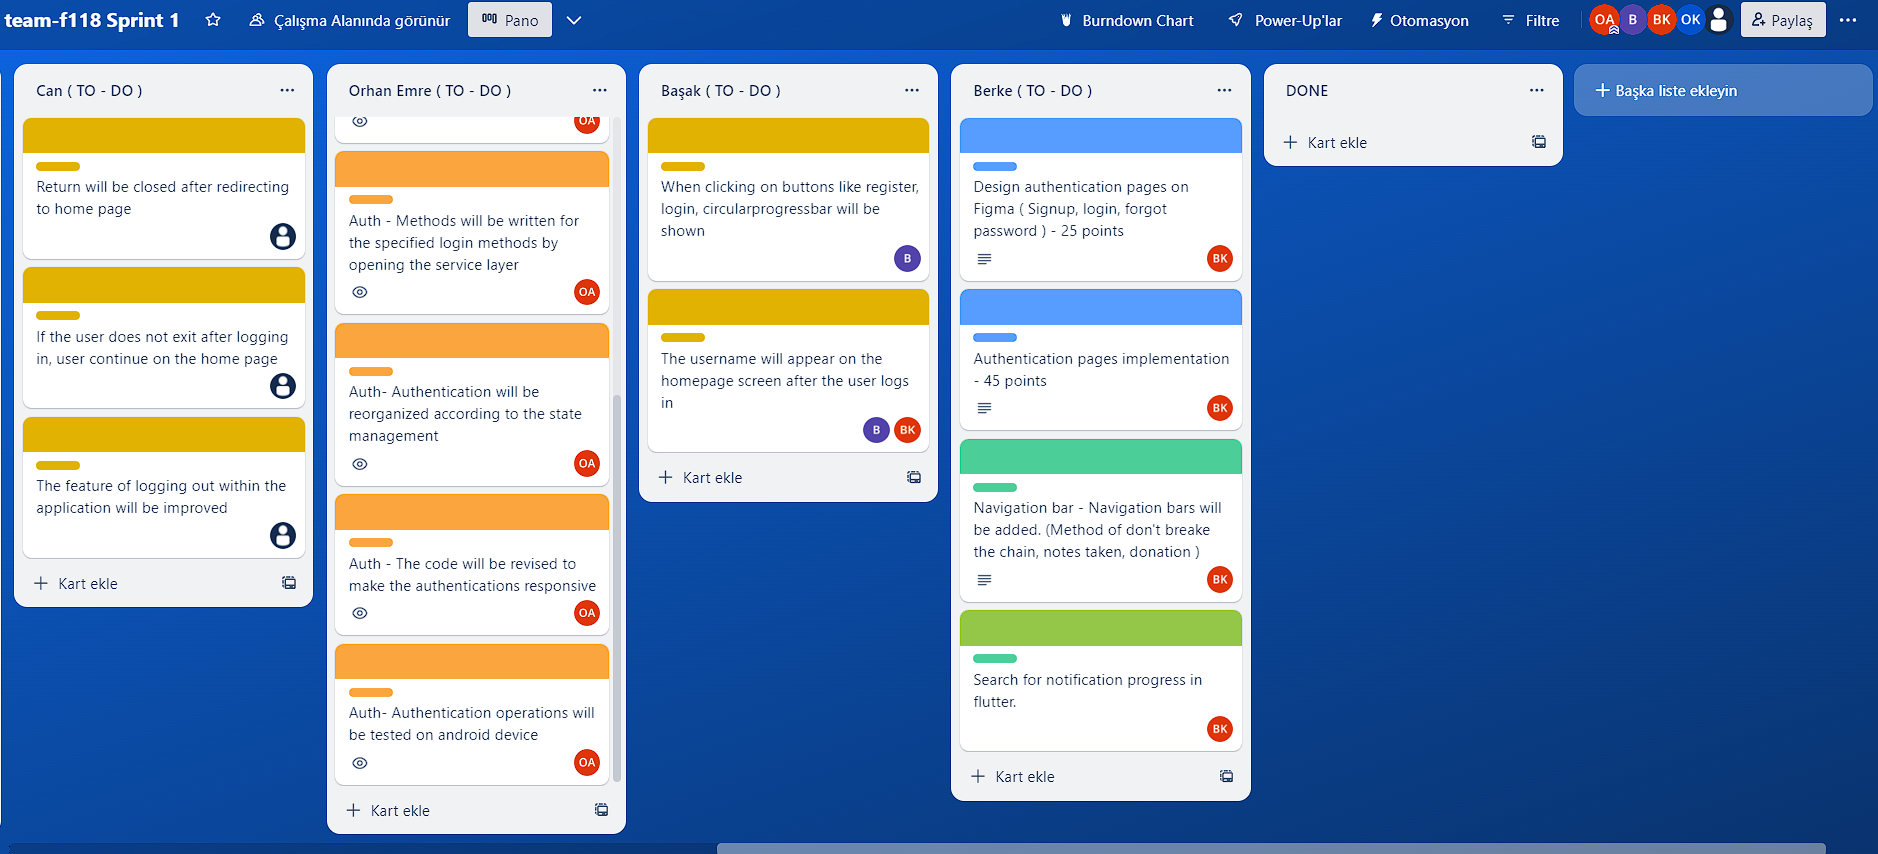 team-f118 Sprint 1
Çalışma Alanında görünür
Pano
Burndown Chart
Power-Up'lar
Otomasyon
Filtre
OA
B
BK
OK
Paylaş
Can ( TO - DO )
Return will be closed after redirecting
to home page
If the user does not exit after logging
in, user continue on the home page
The feature of logging out within the
application will be improved
Kart ekle
Orhan Emre ( TO - DO )
OA
Auth - Methods will be written for
the specified login methods by
opening the service layer
OA
Auth- Authentication will be
reorganized according to the state
management
OA
Auth - The code will be revised to
make the authentications responsive
OA
Auth- Authentication operations will
be tested on android device
OA
Kart ekle
Başak ( TO - DO )
When clicking on buttons like register,
login, circularprogressbar will be
shown
B
The username will appear on the
homepage screen after the user logs
in
B
BK
Kart ekle
Berke ( TO - DO )
Design authentication pages on
Figma ( Signup, login, forgot
password ) - 25 points
BK
Authentication pages implementation
- 45 points
BK
Navigation bar - Navigation bars will
be added. (Method of don't breake
the chain, notes taken, donation )
BK
Search for notification progress in
flutter.
BK
Kart ekle
DONE
Kart ekle
Başka liste ekleyin